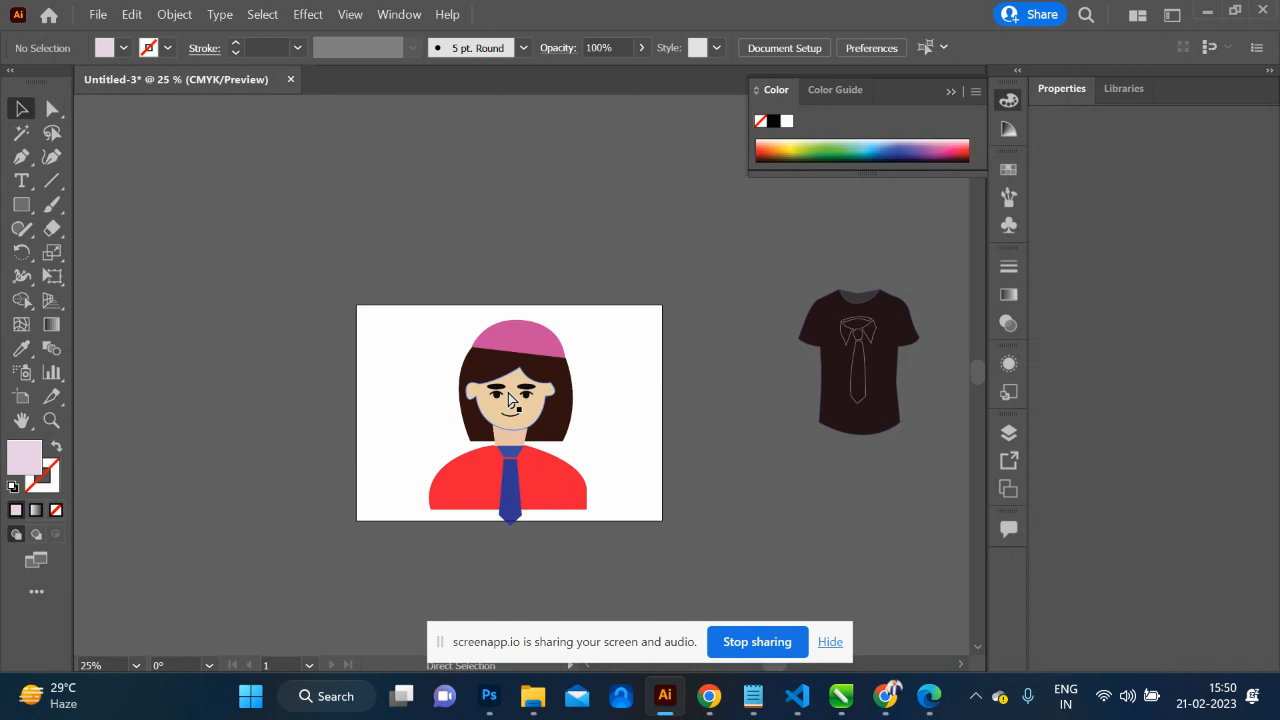 Ai File Edit Object Type Select Effect View Window Help Share
No Selection Stroke: 5 pt. Round Opacity: 100% Style: Document Setup Preferences
Untitled-3* @ 25 % (CMYK/Preview)
Color Color Guide
Properties Libraries
T
screenapp.io is sharing your screen and audio. Stop sharing Hide
25% 0° 1 Direct Selection
29°C
Haze
Search
Ps
Ai
ENG
IN
15:50
21-02-2023